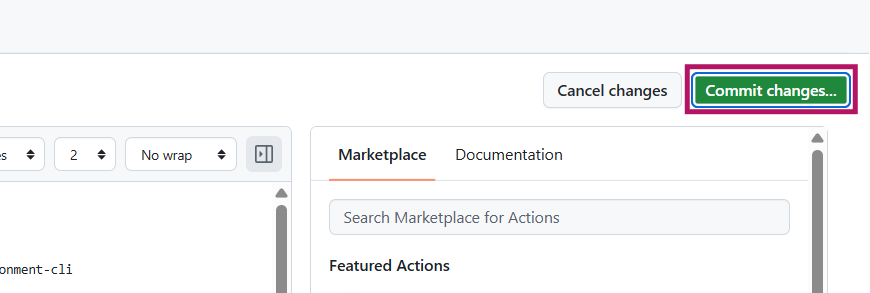 Cancel changes Commit changes...
es 2 No wrap
Marketplace Documentation
Search Marketplace for Actions
Featured Actions
onment-cli